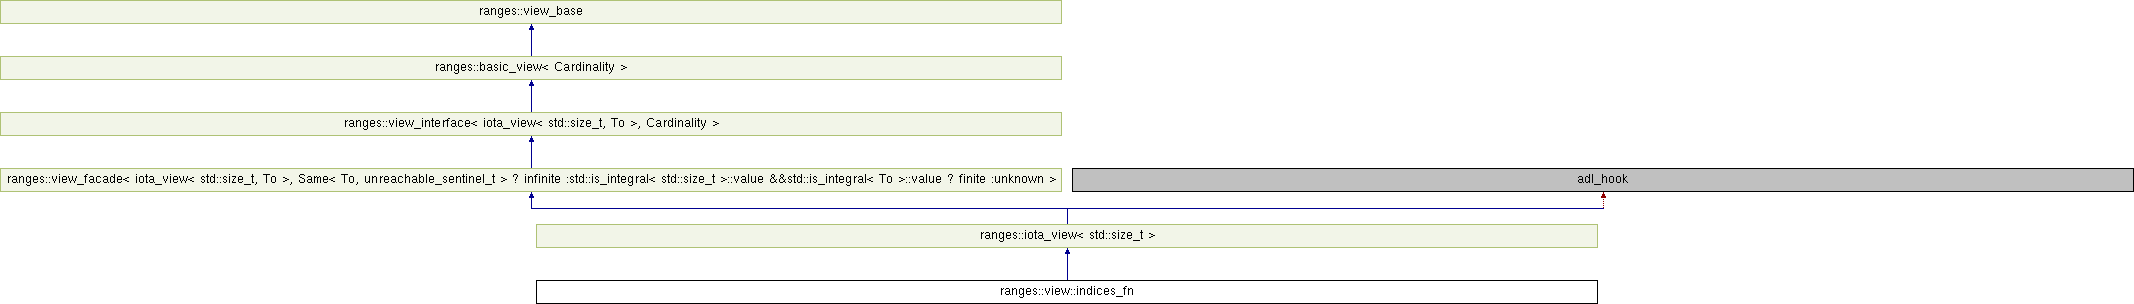 ranges::view_base
ranges::basic_view< Cardinality >
ranges::view_interface< iota_view< std::size_t, To >, Cardinality >
ranges::view_facade< iota_view< std::size_t, To >, Same< To, unreachable_sentinel_t > ? infinite :std::is_integral< std::size_t >::value &&std::is_integral< To >::value ? finite :unknown >
adl_hook
ranges::iota_view< std::size_t >
ranges::view::indices_fn